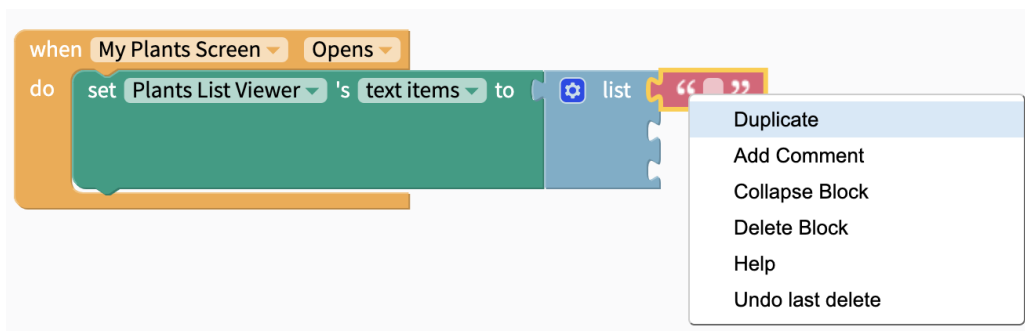 when My Plants Screen Opens
do set Plants List Viewer 's text items to list “ ”
Duplicate
Add Comment
Collapse Block
Delete Block
Help
Undo last delete